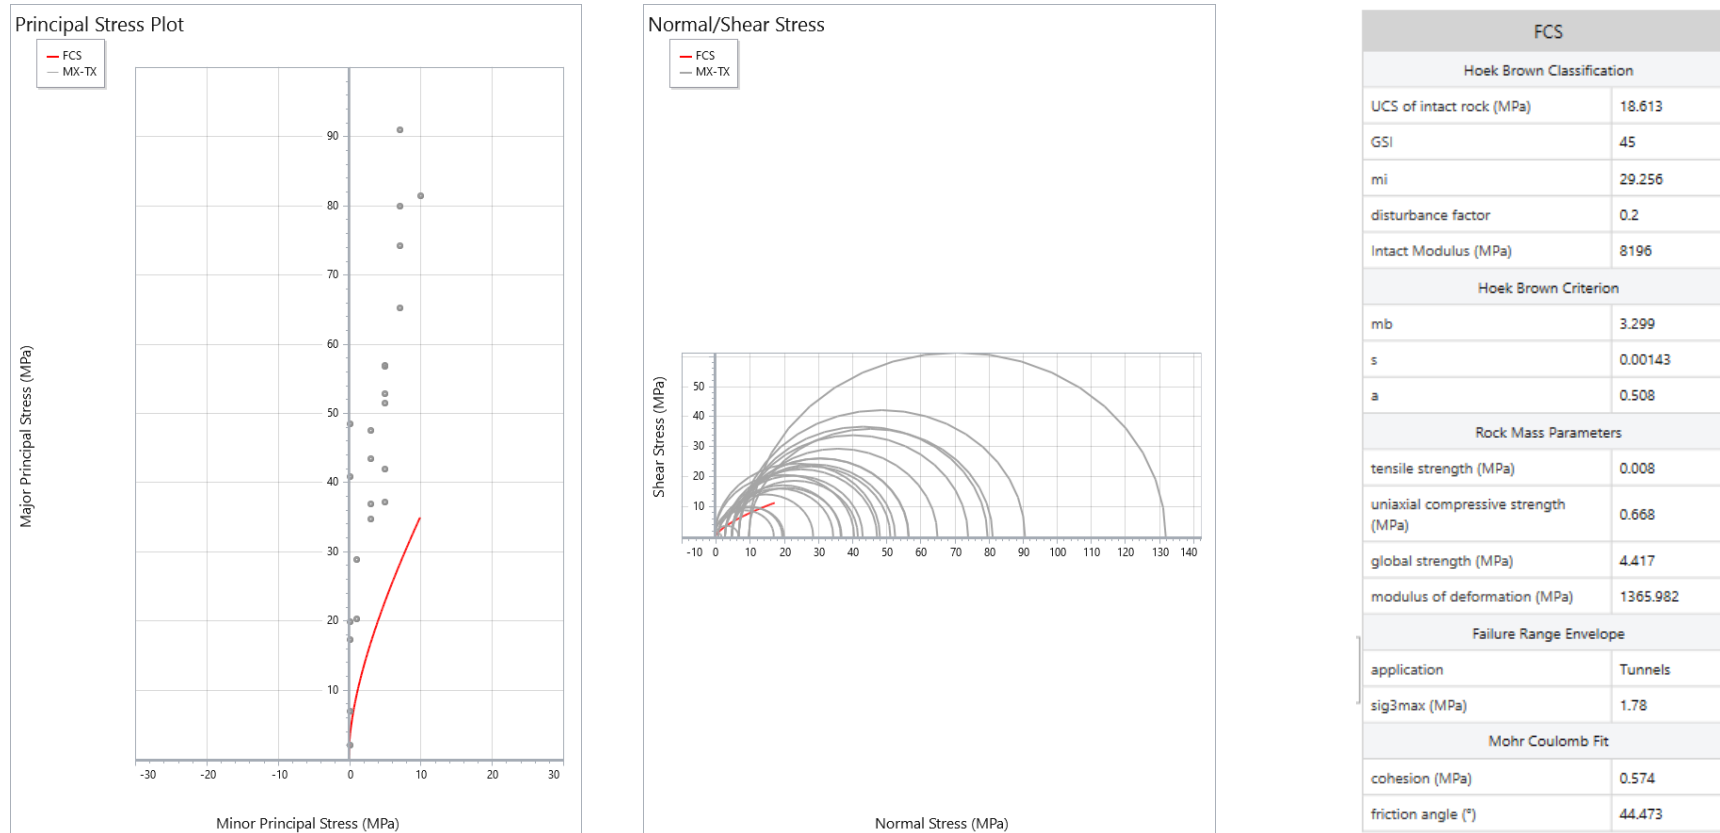 Principal Stress Plot
FCS
MX-TX
90
80
70
60
50
40
30
20
10
-30
-20
-10
0
10
20
30
Major Principal Stress (MPa)
Minor Principal Stress (MPa)
Normal/Shear Stress
FCS
MX-TX
50
40
30
20
10
-10
0
10
20
30
40
50
60
70
80
90
100
110
120
130
140
Shear Stress (MPa)
Normal Stress (MPa)
FCS
Hoek Brown Classification
UCS of intact rock (MPa) 18.613
GSI 45
mi 29.256
disturbance factor 0.2
Intact Modulus (MPa) 8196
Hoek Brown Criterion
mb 3.299
s 0.00143
a 0.508
Rock Mass Parameters
tensile strength (MPa) 0.008
uniaxial compressive strength
(MPa) 0.668
global strength (MPa) 4.417
modulus of deformation (MPa) 1365.982
Failure Range Envelope
application Tunnels
sig3max (MPa) 1.78
Mohr Coulomb Fit
cohesion (MPa) 0.574
friction angle (°) 44.473